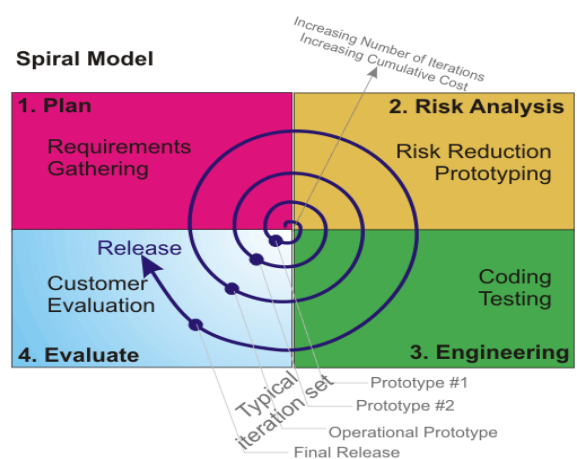 Increasing Number of Iterations
Increasing Cumulative Cost
Spiral Model
1. Plan
2. Risk Analysis
Requirements
Gathering
Risk Reduction
Prototyping
Release
Customer
Evaluation
Coding
Testing
4. Evaluate
3. Engineering
Typical
iteration set
Prototype #1
Prototype #2
Operational Prototype
Final Release